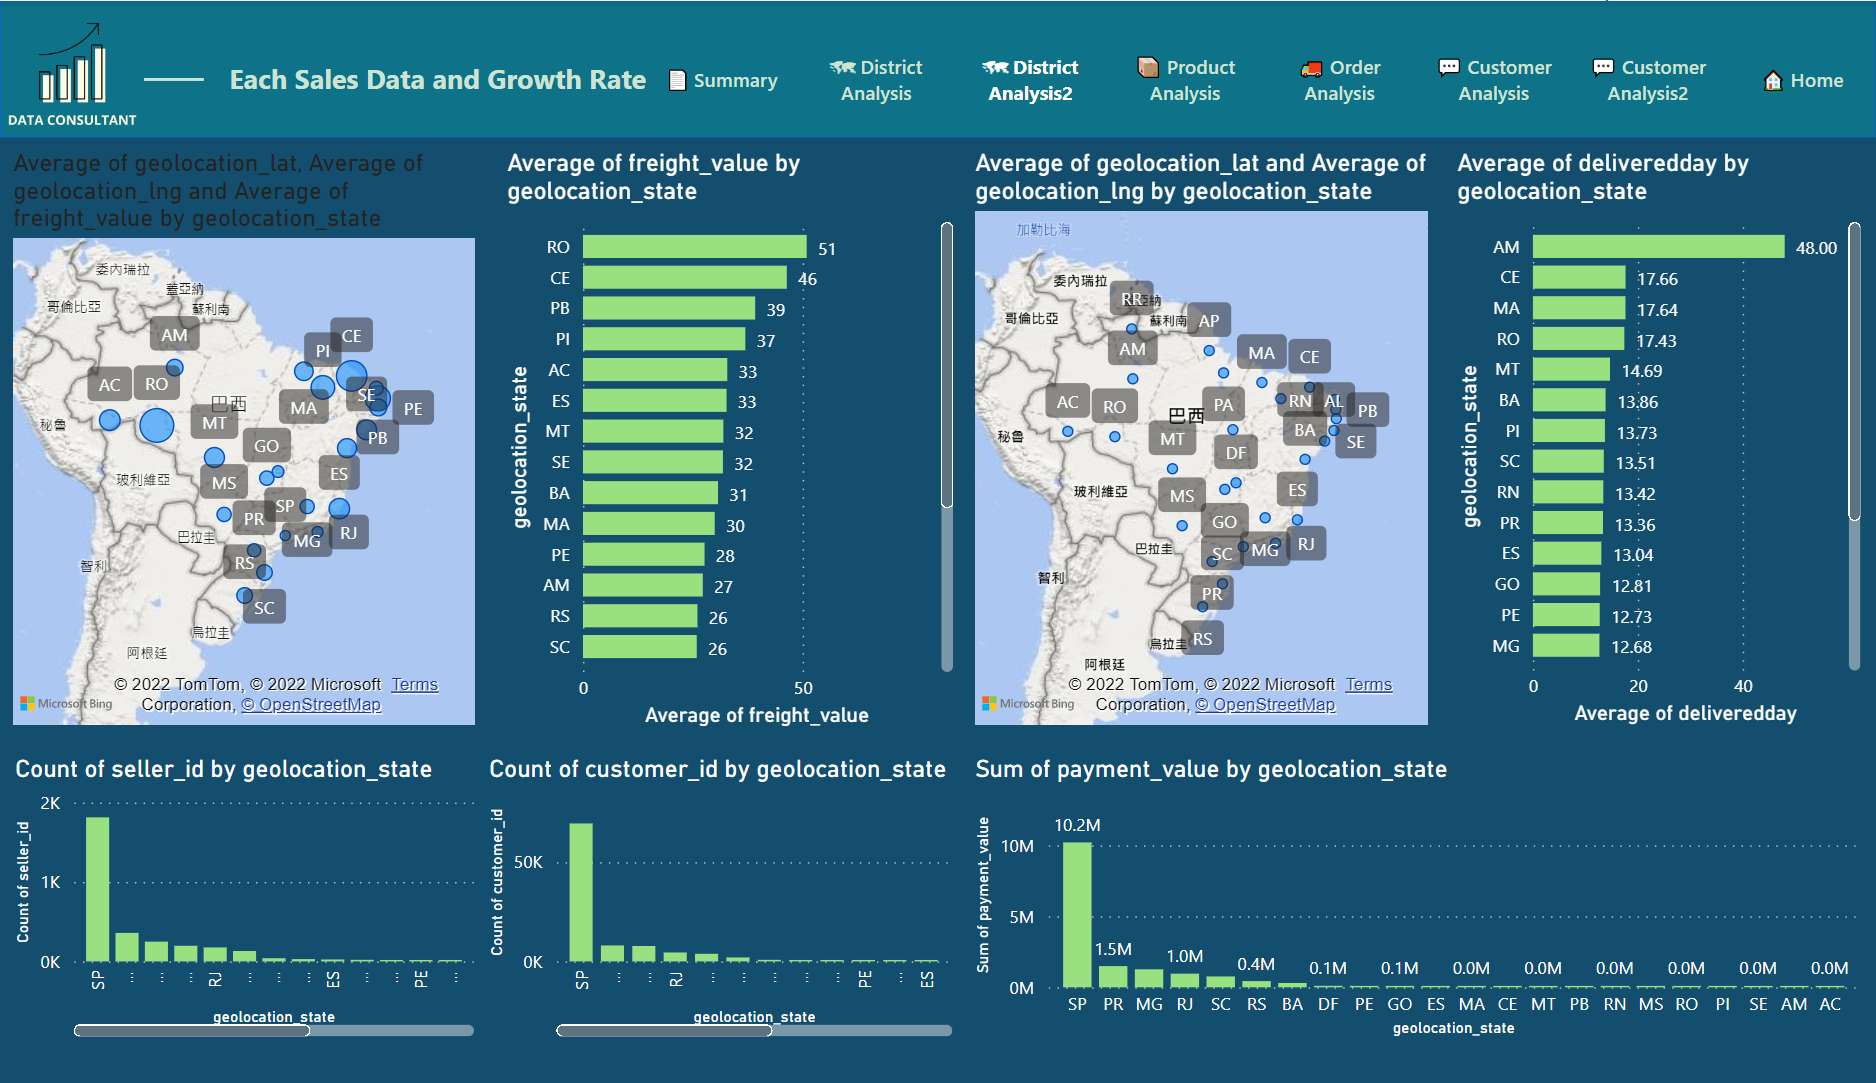 DATA CONSULTANT
Each Sales Data and Growth Rate
Summary
District
Analysis
District
Analysis2
Product
Analysis
Order
Analysis
Customer
Analysis
Customer
Analysis2
Home
Average of geolocation_lat, Average of
geolocation_lng and Average of
freight_value by geolocation_state
委內瑞拉
蓋亞納
哥倫比亞
蘇利南
AM
CE
PI
AC
RO
巴西
MA
SE
PE
秘魯
MT
PB
GO
玻利維亞
MS
ES
SP
PR
巴拉圭
MG
RJ
智利
RS
SC
烏拉圭
阿根廷
© 2022 TomTom, © 2022 Microsoft Terms
Corporation, © OpenStreetMap
Microsoft Bing
Average of freight_value by
geolocation_state
geolocation_state
RO 51
CE 46
PB 39
PI 37
AC 33
ES 33
MT 32
SE 32
BA 31
MA 30
PE 28
AM 27
RS 26
SC 26
0 50
Average of freight_value
Average of geolocation_lat and Average of
geolocation_lng by geolocation_state
加勒比海
委內瑞拉
RR
哥倫比亞
蘇利南
AP
AM
MA
CE
AC
RO
巴西
PA
RN
AL
PB
秘魯
MT
DF
BA
SE
玻利維亞
MS
ES
GO
巴拉圭
SC
MG
RJ
智利
PR
烏拉圭
RS
阿根廷
© 2022 TomTom, © 2022 Microsoft Terms
Corporation, © OpenStreetMap
Microsoft Bing
Average of deliveredday by
geolocation_state
geolocation_state
AM 48.00
CE 17.66
MA 17.64
RO 17.43
MT 14.69
BA 13.86
PI 13.73
SC 13.51
RN 13.42
PR 13.36
ES 13.04
GO 12.81
PE 12.73
MG 12.68
0 20 40
Average of deliveredday
Count of seller_id by geolocation_state
Count of seller_id
2K
1K
0K
SP ... ... ... RJ ... ... ... ES ... ... PE ...
geolocation_state
Count of customer_id by geolocation_state
Count of customer_id
50K
0K
SP ... ... RJ ... ... ... ... ... PE ... ES
geolocation_state
Sum of payment_value by geolocation_state
Sum of payment_value
10M
5M
0M
10.2M 1.5M 1.0M 0.4M 0.1M 0.1M 0.0M 0.0M 0.0M 0.0M 0.0M 0.0M
SP PR MG RJ SC RS BA DF PE GO ES MA CE MT PB RN MS RO PI SE AM AC
geolocation_state